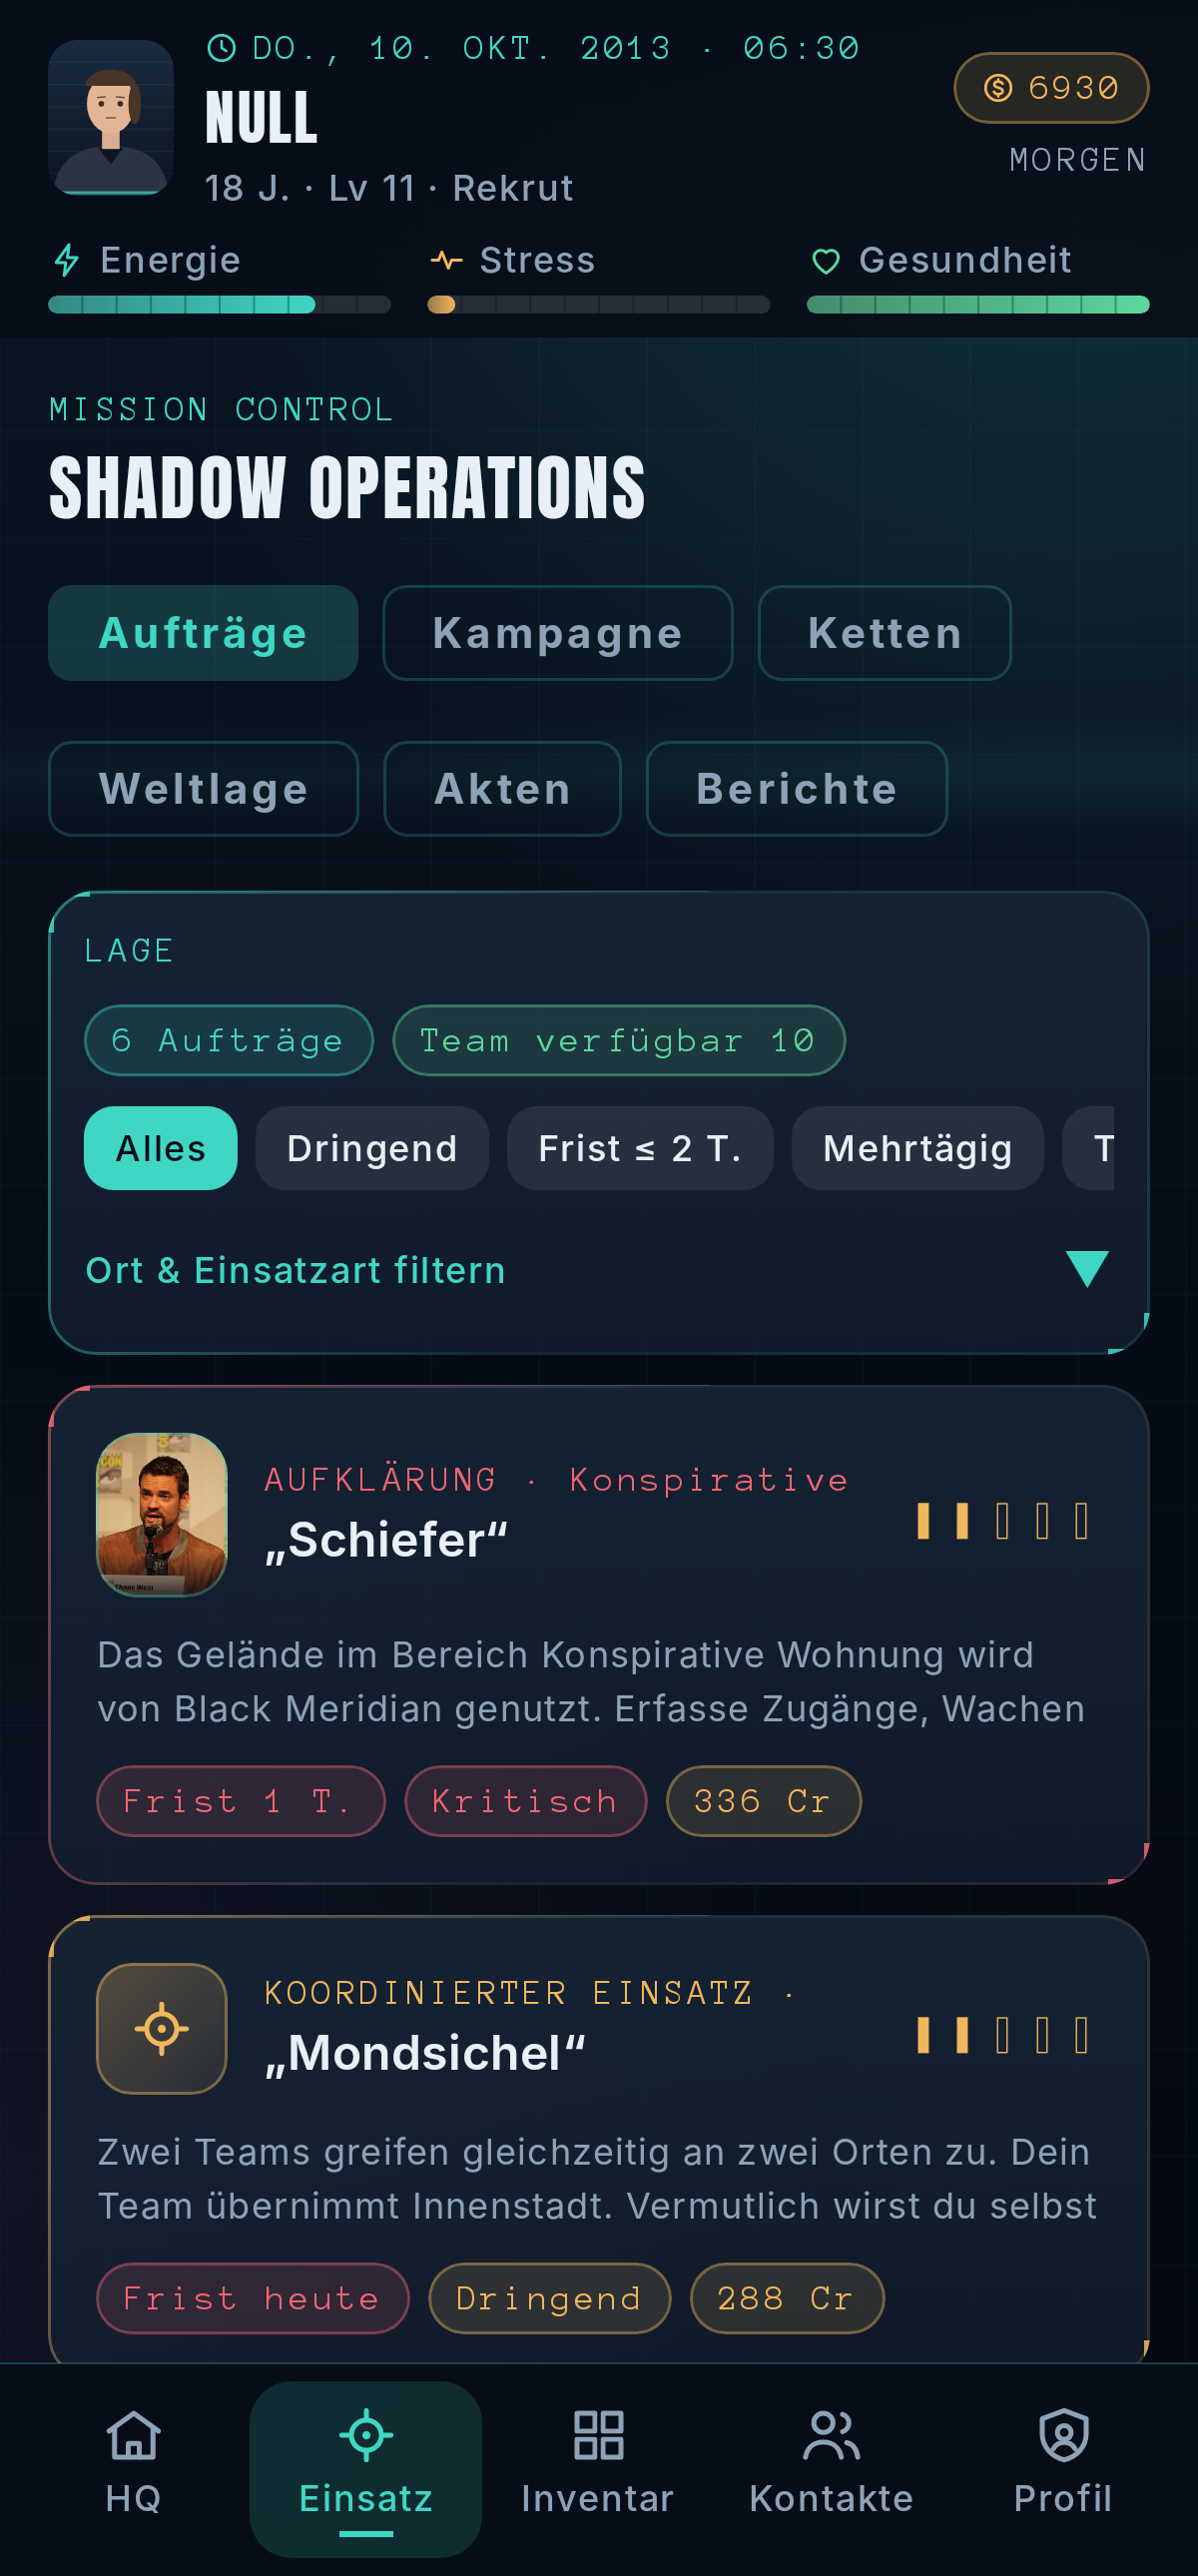 DO., 10. OKT. 2013 · 06:30
NULL
18 J. · Lv 11 · Rekrut
6930
MORGEN
Energie
Stress
Gesundheit
MISSION CONTROL
SHADOW OPERATIONS
Aufträge
Kampagne
Ketten
Weltlage
Akten
Berichte
LAGE
6 Aufträge
Team verfügbar 10
Alles
Dringend
Frist ≤ 2 T.
Mehrtägig
T
Ort & Einsatzart filtern
AUFKLÄRUNG · Konspirative
„Schiefer“
Das Gelände im Bereich Konspirative Wohnung wird
von Black Meridian genutzt. Erfasse Zugänge, Wachen
Frist 1 T.
Kritisch
336 Cr
KOORDINIERTER EINSATZ ·
„Mondsichel“
Zwei Teams greifen gleichzeitig an zwei Orten zu. Dein
Team übernimmt Innenstadt. Vermutlich wirst du selbst
Frist heute
Dringend
288 Cr
HQ
Einsatz
Inventar
Kontakte
Profil